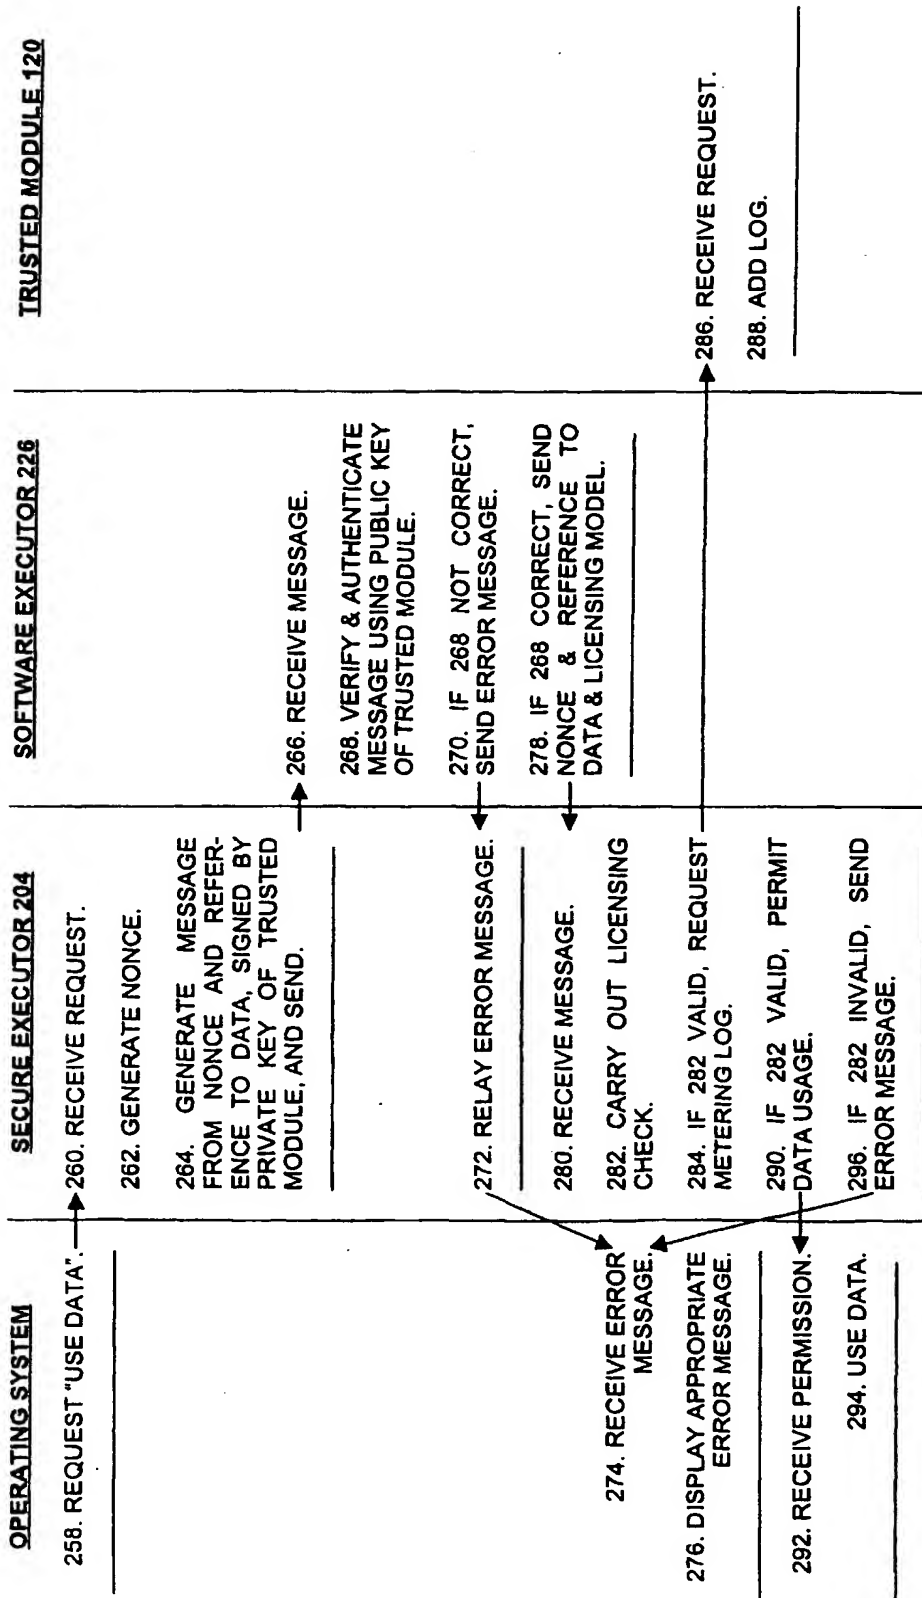 OPERATING SYSTEM
258. REQUEST "USE DATA".
274. RECEIVE ERROR
MESSAGE.
276. DISPLAY APPROPRIATE
ERROR MESSAGE.
292. RECEIVE PERMISSION.
294. USE DATA.
SECURE EXECUTOR 204
260. RECEIVE REQUEST.
262. GENERATE NONCE.
264. GENERATE MESSAGE
FROM NONCE AND REFER-
ENCE TO DATA, SIGNED BY
PRIVATE KEY OF TRUSTED
MODULE, AND SEND.
272. RELAY ERROR MESSAGE.
280. RECEIVE MESSAGE.
282. CARRY OUT LICENSING
CHECK.
284. IF 282 VALID, REQUEST
METERING LOG.
290. IF 282 VALID, PERMIT
DATA USAGE.
296. IF 282 INVALID, SEND
ERROR MESSAGE.
SOFTWARE EXECUTOR 226
266. RECEIVE MESSAGE.
268. VERIFY & AUTHENTICATE
MESSAGE USING PUBLIC KEY
OF TRUSTED MODULE.
270. IF 268 NOT CORRECT,
SEND ERROR MESSAGE.
278. IF 268 CORRECT, SEND
NONCE & REFERENCE TO
DATA & LICENSING MODEL.
TRUSTED MODULE 120
286. RECEIVE REQUEST.
288. ADD LOG.